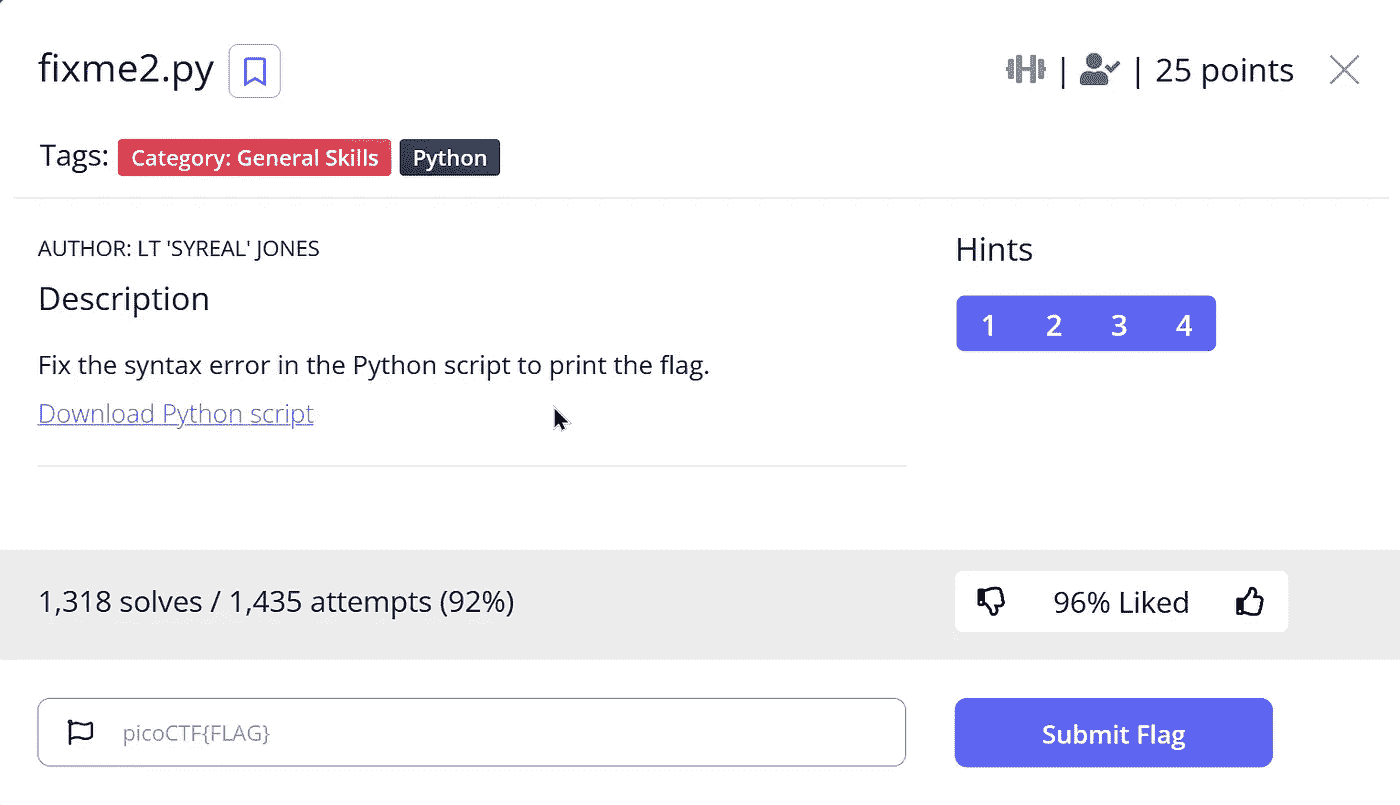 fixme2.py
| | 25 points
Tags: Category: General Skills Python
AUTHOR: LT 'SYREAL' JONES
Description
Fix the syntax error in the Python script to print the flag.
Download Python script
Hints
1 2 3 4
1,318 solves / 1,435 attempts (92%)
96% Liked
picoCTF{FLAG}
Submit Flag